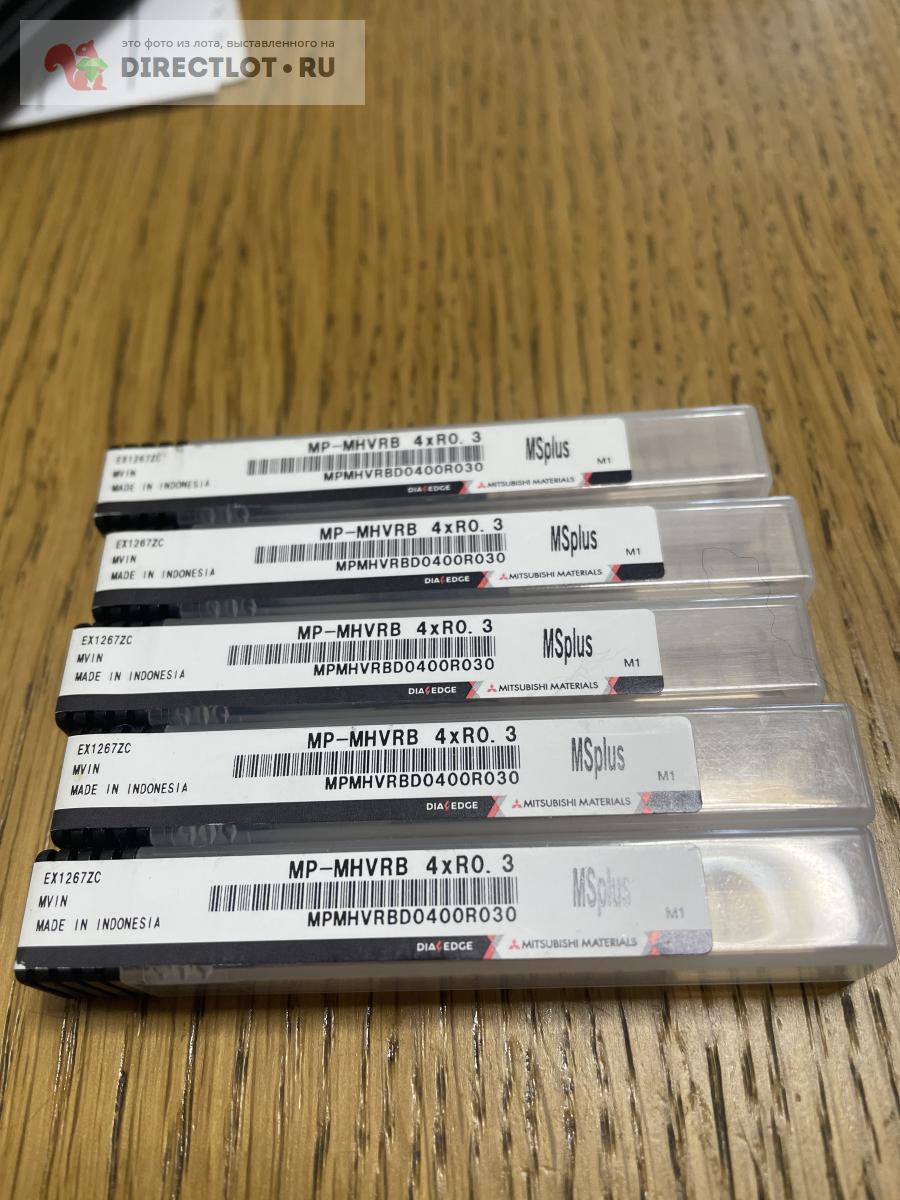 это фото из лота, выставленного на
DIRECTLOT•RU
MP-MHVRB 4xR0.3
MSplus
EX1267ZC
MPMHVRBD0400R030
M1
MVIN
MADE IN INDONESIA
DIAEDGE
MITSUBISHI MATERIALS
MP-MHVRB 4xR0.3
MSplus
EX1267ZC
MPMHVRBD0400R030
M1
MVIN
MADE IN INDONESIA
DIAEDGE
MITSUBISHI MATERIALS
MP-MHVRB 4xR0.3
MSplus
EX1267ZC
MPMHVRBD0400R030
M1
MVIN
MADE IN INDONESIA
DIAEDGE
MITSUBISHI MATERIALS
MP-MHVRB 4xR0.3
MSplus
EX1267ZC
MPMHVRBD0400R030
M1
MVIN
MADE IN INDONESIA
DIAEDGE
MITSUBISHI MATERIALS
MP-MHVRB 4xR0.3
MSplus
EX1267ZC
MPMHVRBD0400R030
M1
MVIN
MADE IN INDONESIA
DIAEDGE
MITSUBISHI MATERIALS